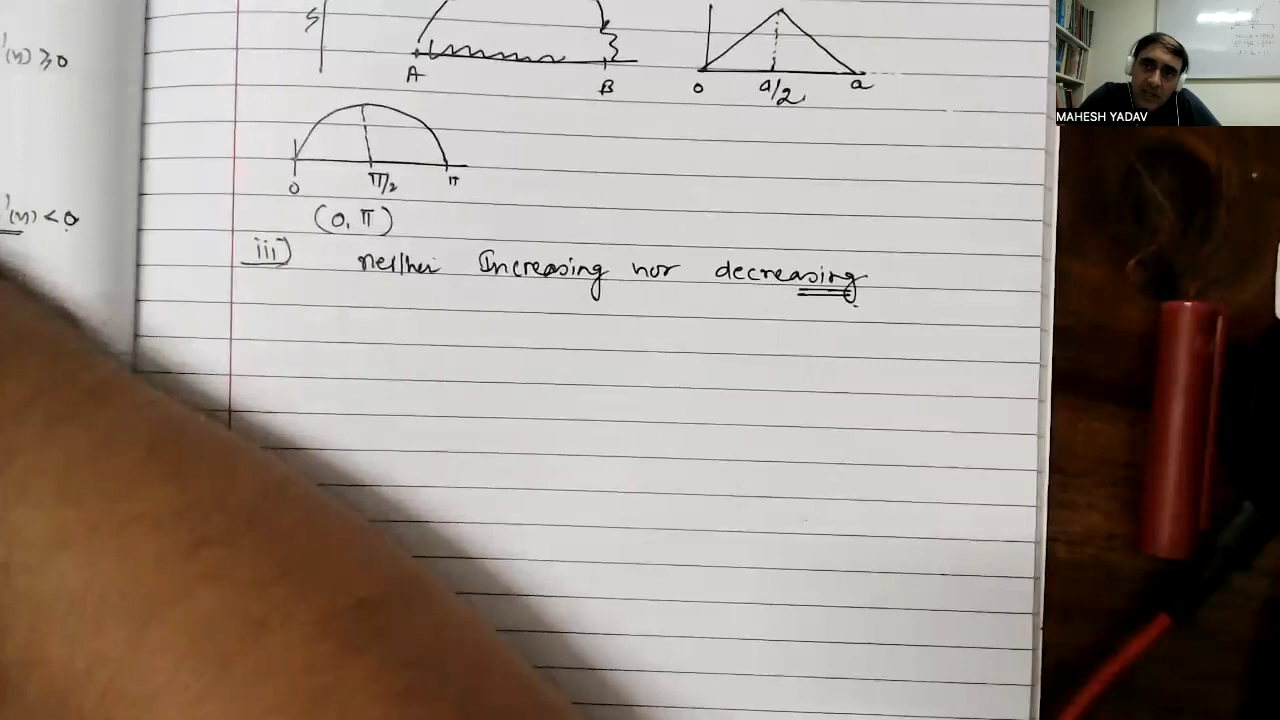 '(x) ≥ 0
S
A
B
0 a/2 a
0 π/2 π
'(x) < 0
(0, π)
iii) neither Increasing nor decreasing
MAHESH YADAV